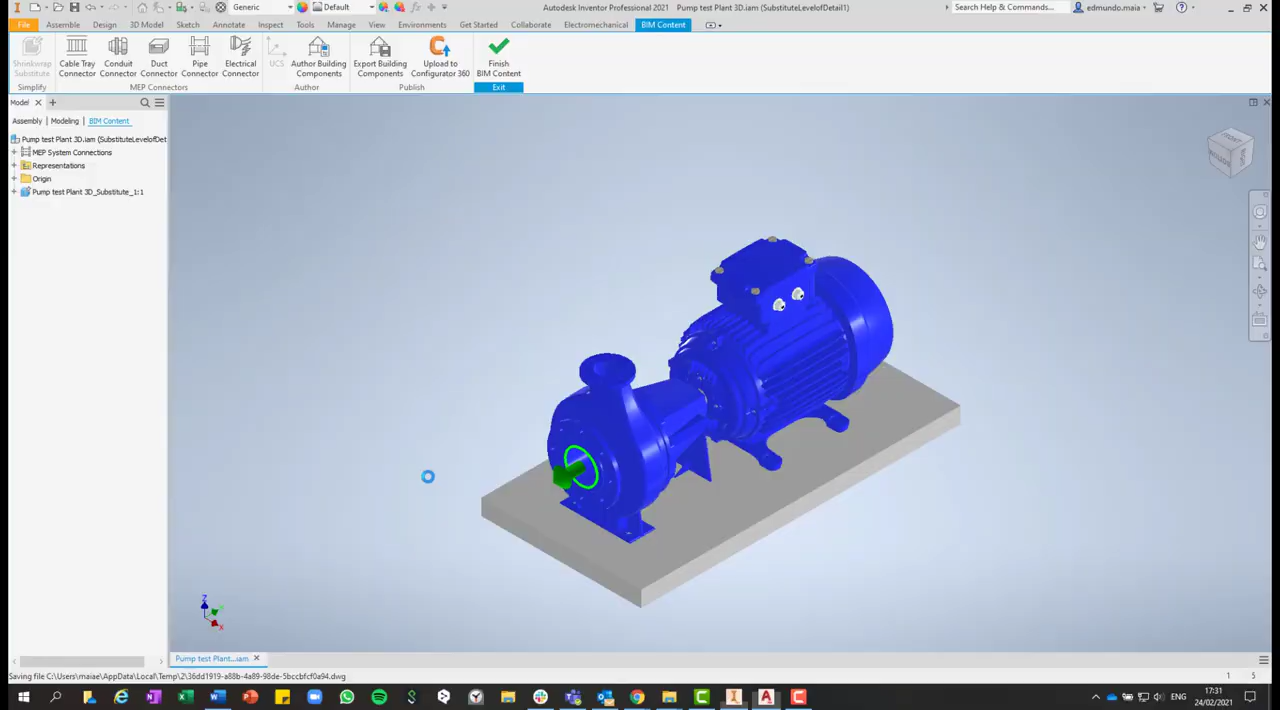 Generic
Default
Autodesk Inventor Professional 2021
Pump test Plant 3D.iam (SubstituteLevelofDetail1)
Search Help & Commands...
edmundo.maia
File
Assembly
Design
3D Model
Sketch
Annotate
Inspect
Tools
Manage
View
Environments
Get Started
Collaborate
Electromechanical
BIM Content
Shrinkwrap
Substitute
Cable Tray
Connector
Conduit
Connector
Duct
Connector
Pipe
Connector
Electrical
Connector
UCS
Author Building
Components
Export Building
Components
Upload to
Configurator 360
Finish
BIM Content
Simplify
MEP Connectors
Author
Publish
Exit
Model
Assembly
Modeling
BIM Content
Pump test Plant 3D.iam (SubstituteLevelofDet
MEP System Connections
Representations
Origin
Pump test Plant 3D_Substitute_1:1
FRONT
Z
X
Pump test Plant...iam
Saving file C:\Users\maiae\AppData\Local\Temp\2\36dd1919-a88b-4a89-98de-5bccbfcf0a94.dwg
1
5
ENG
17:31
24/02/2021